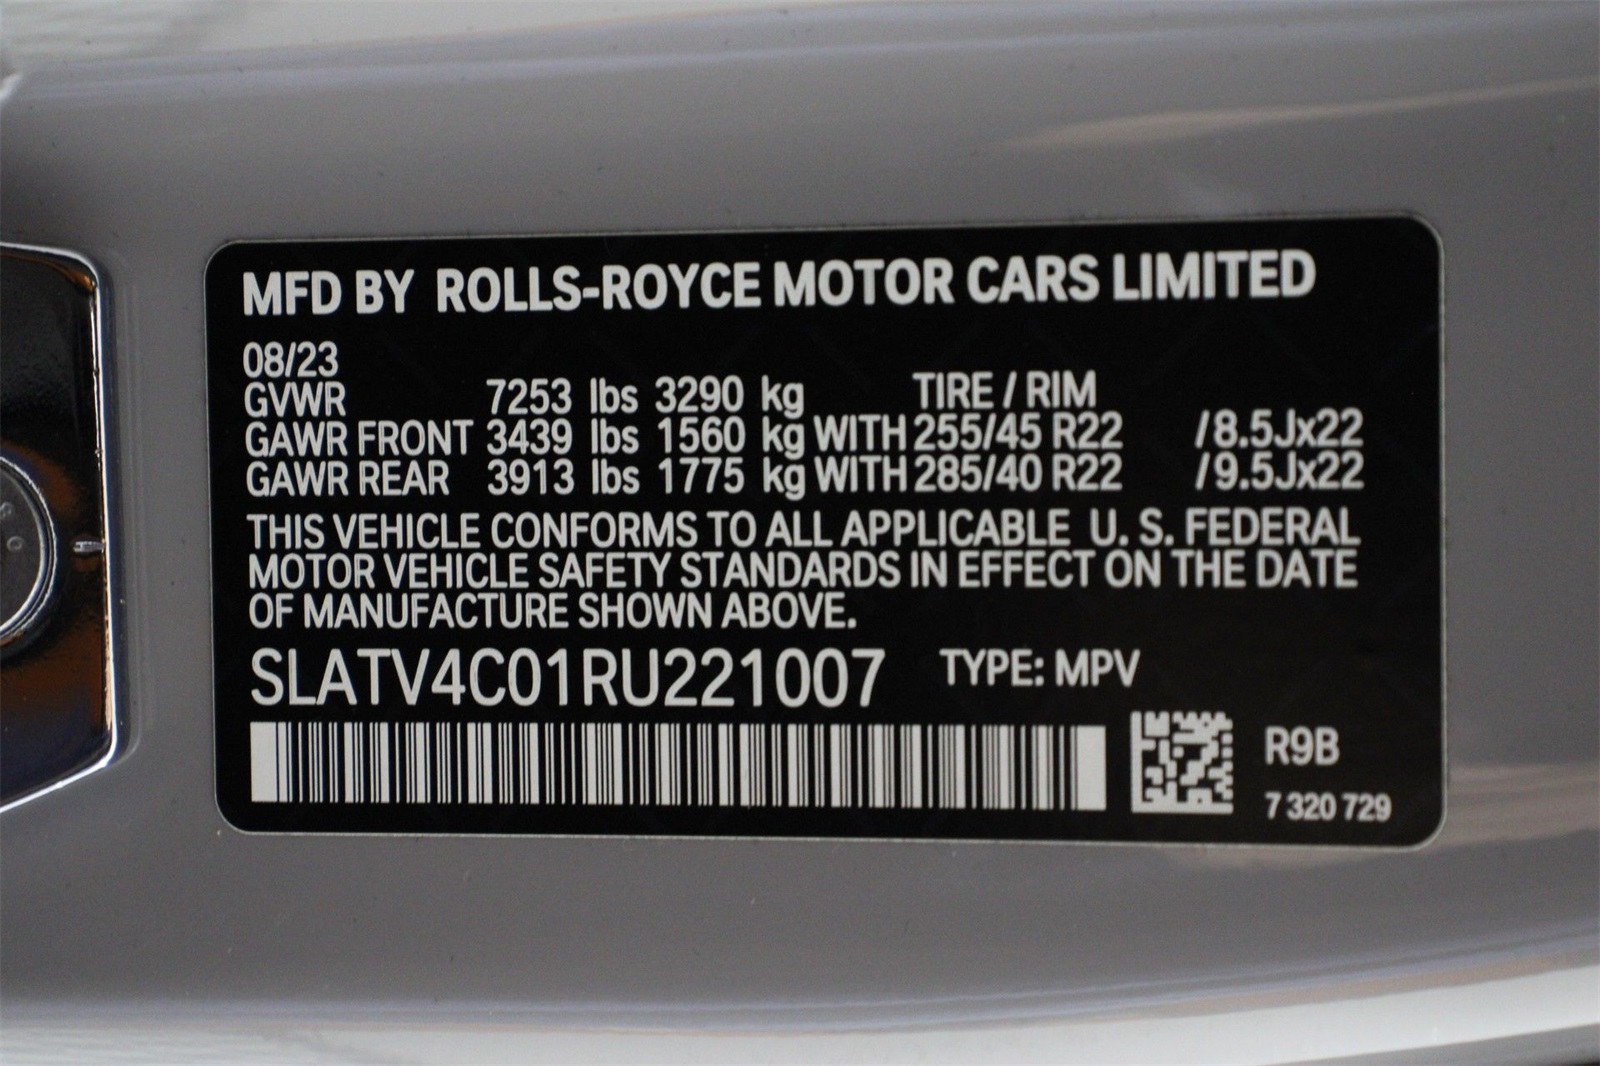 MFD BY ROLLS-ROYCE MOTOR CARS LIMITED
08/23
GVWR 7253 lbs 3290 kg TIRE / RIM
GAWR FRONT 3439 lbs 1560 kg WITH 255/45 R22 /8.5Jx22
GAWR REAR 3913 lbs 1775 kg WITH 285/40 R22 /9.5Jx22
THIS VEHICLE CONFORMS TO ALL APPLICABLE U. S. FEDERAL
MOTOR VEHICLE SAFETY STANDARDS IN EFFECT ON THE DATE
OF MANUFACTURE SHOWN ABOVE.
SLATV4C01RU221007 TYPE: MPV
R9B
7 320 729